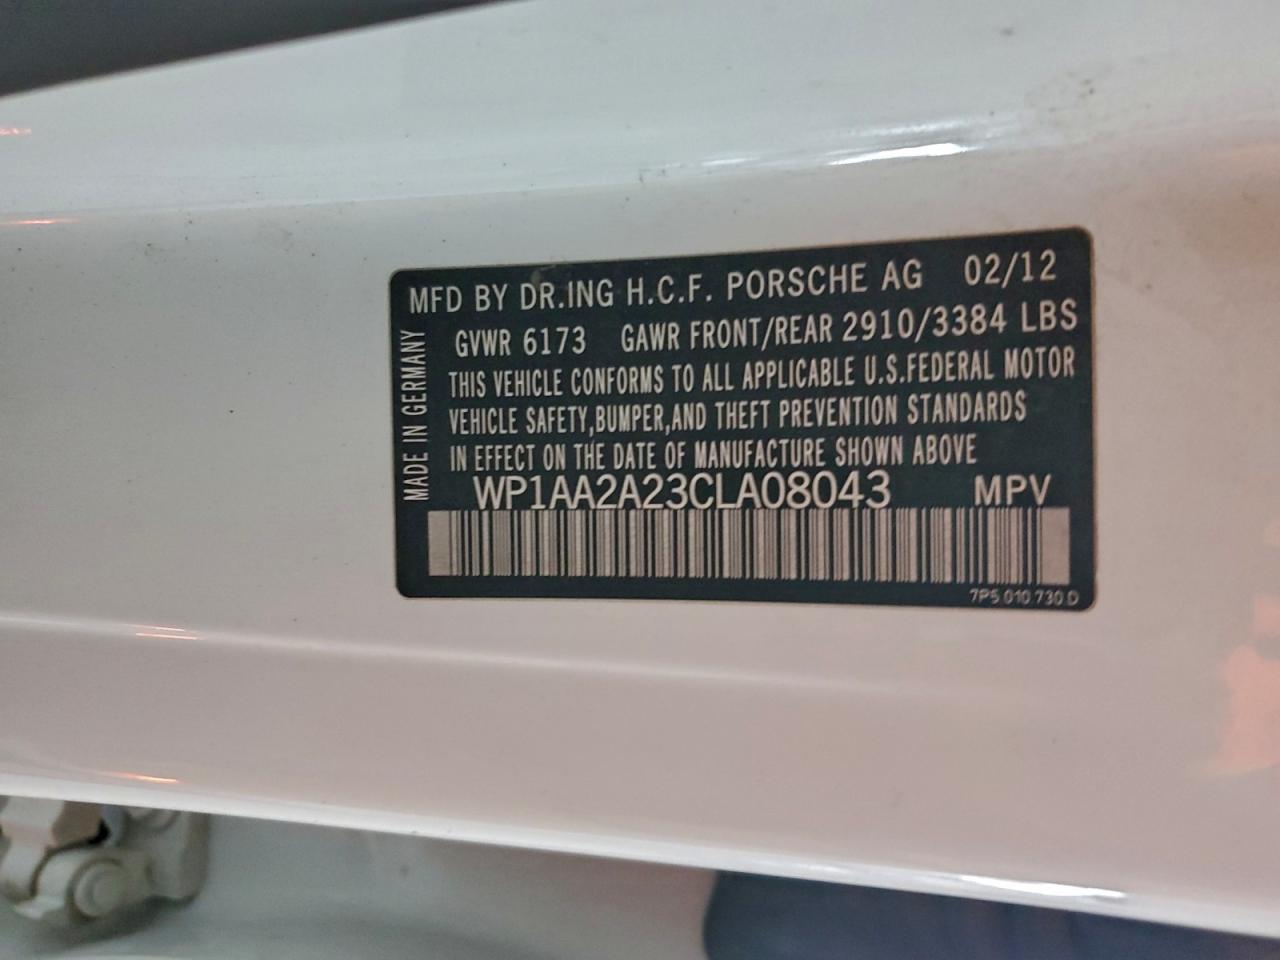 MFD BY DR.ING H.C.F. PORSCHE AG 02/12
GVWR 6173 GAWR FRONT/REAR 2910/3384 LBS
THIS VEHICLE CONFORMS TO ALL APPLICABLE U.S.FEDERAL MOTOR
VEHICLE SAFETY,BUMPER,AND THEFT PREVENTION STANDARDS
IN EFFECT ON THE DATE OF MANUFACTURE SHOWN ABOVE
WP1AA2A23CLA08043 MPV
7P5.010.730 D
MADE IN GERMANY